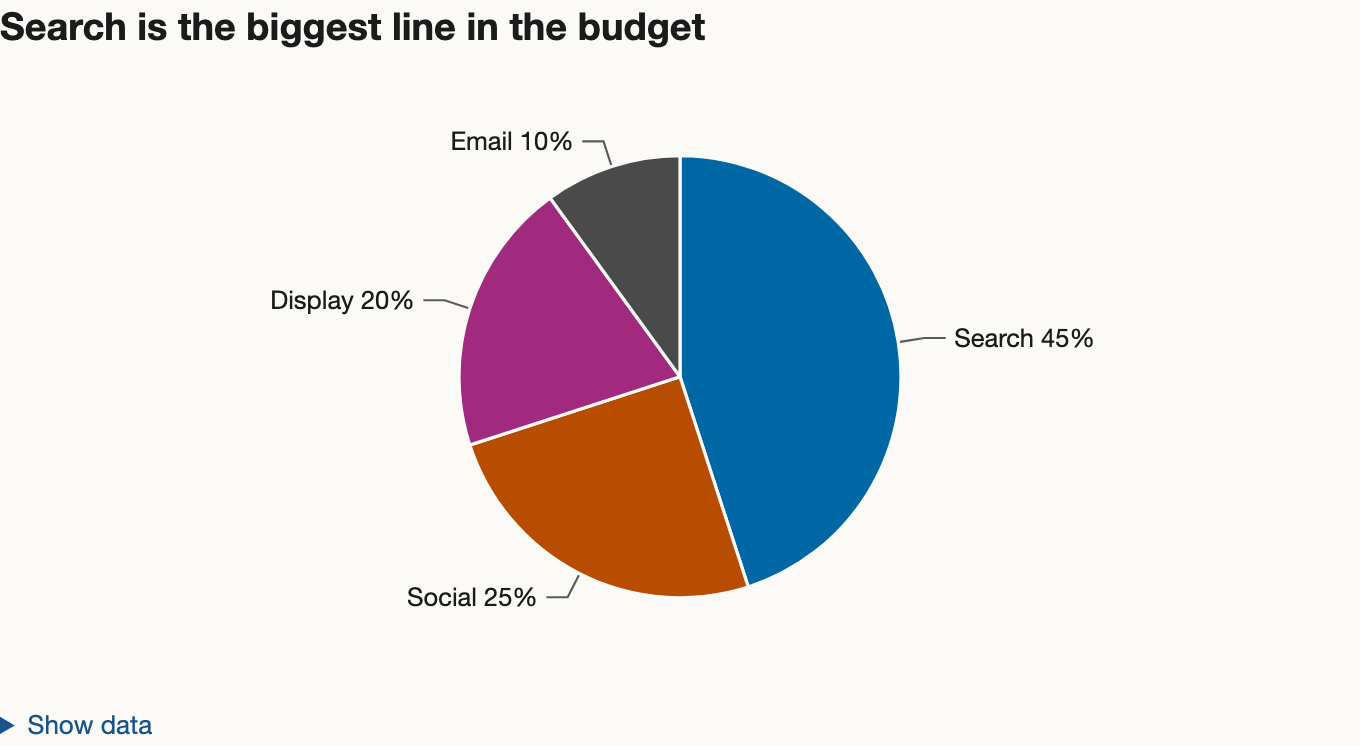 Search is the biggest line in the budget
Email 10%
Display 20%
Search 45%
Social 25%
Show data